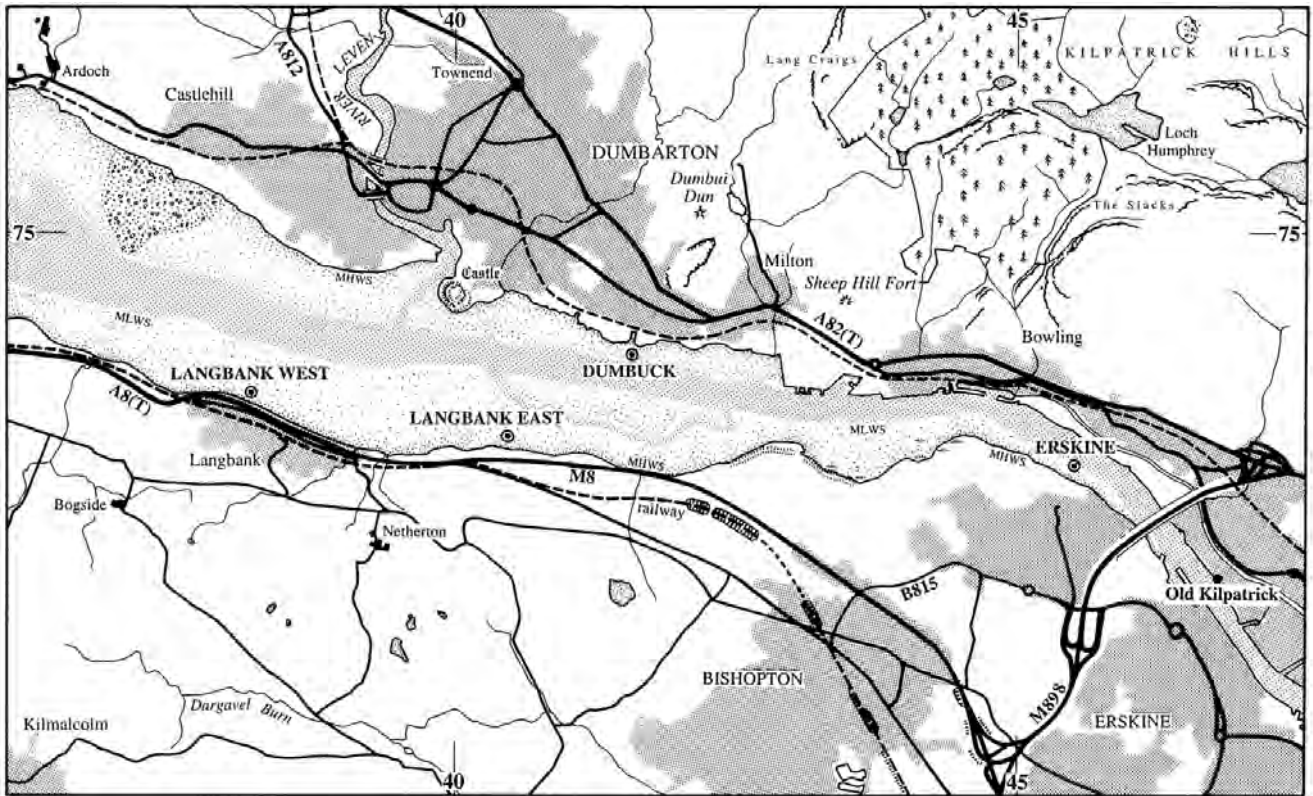 40
45
KILPATRICK HILLS
A812
RIVER LEVEN
Townend
Lang Craigs
Ardoch
Castlehill
Loch
Humphrey
DUMBARTON
Dumbui
Dun
The Slacks
75
75
Milton
Castle
Sheep Hill Fort
MHWS
A82(T)
MLWS
Bowling
DUMBUCK
LANGBANK WEST
A8(T)
LANGBANK EAST
MLWS
ERSKINE
Langbank
M8
MHWS
MHWS
Bogside
railway
Netherton
B815
Old Kilpatrick
BISHOPTON
M898
ERSKINE
Dargavel Burn
Kilmalcolm
40
45